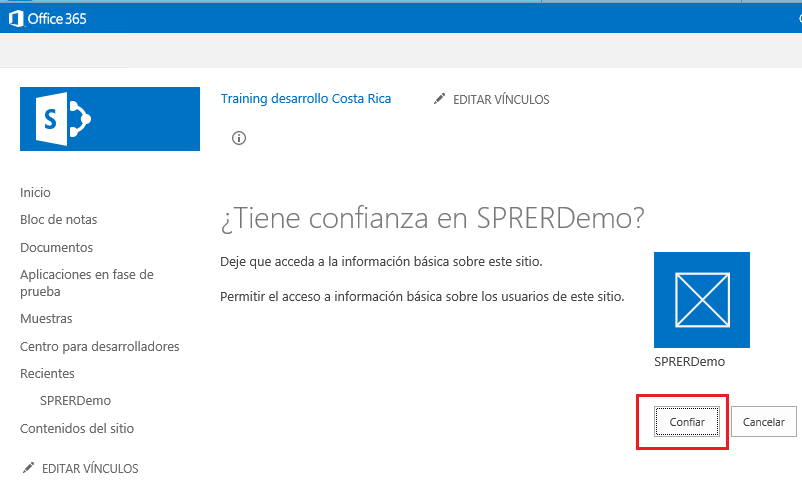 Office 365
S
Training desarrollo Costa Rica
EDITAR VÍNCULOS
Inicio
Bloc de notas
Documentos
Aplicaciones en fase de
prueba
Muestras
Centro para desarrolladores
Recientes
SPRERDemo
Contenidos del sitio
EDITAR VÍNCULOS
¿Tiene confianza en SPRERDemo?
Deje que acceda a la información básica sobre este sitio.
Permitir el acceso a información básica sobre los usuarios de este sitio.
SPRERDemo
Confiar
Cancelar